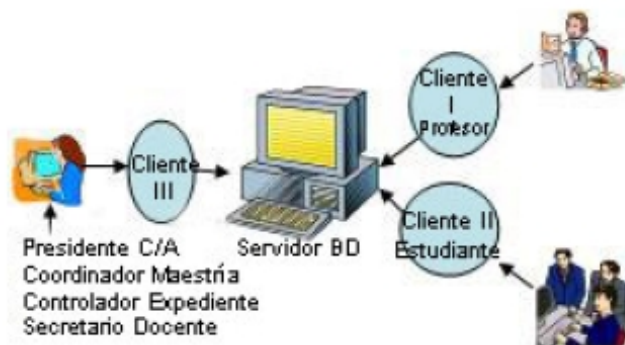 Cliente
I
Profesor
Cliente
III
Cliente II
Estudiante
Servidor BD
Presidente C/A
Coordinador Maestría
Controlador Expediente
Secretario Docente